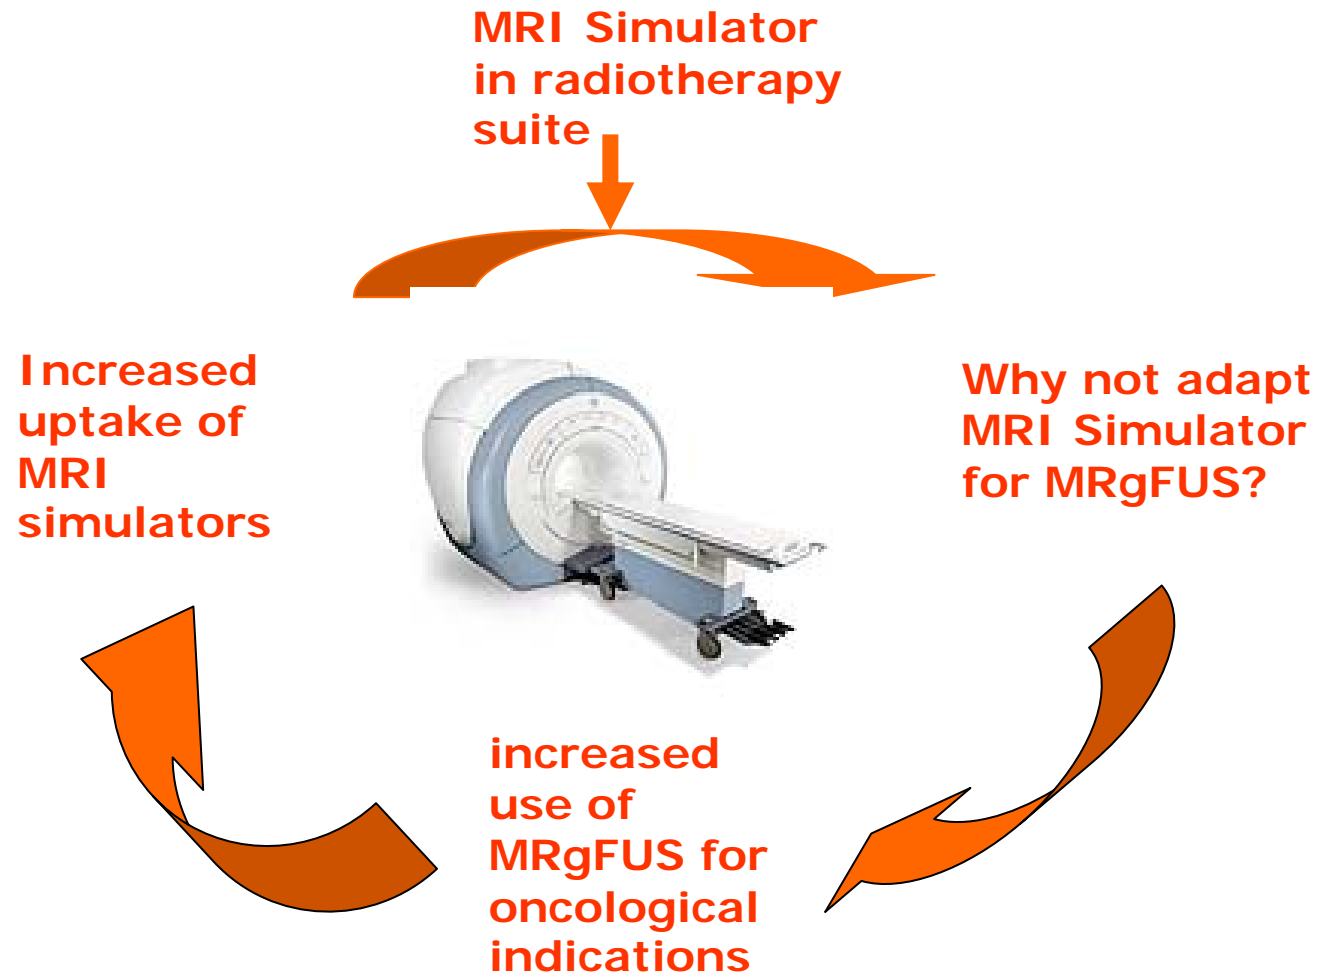 MRI Simulator
in radiotherapy
suite
Why not adapt
MRI Simulator
for MRgFUS?
increased
use of
MRgFUS for
oncological
indications
Increased
uptake of
MRI
simulators